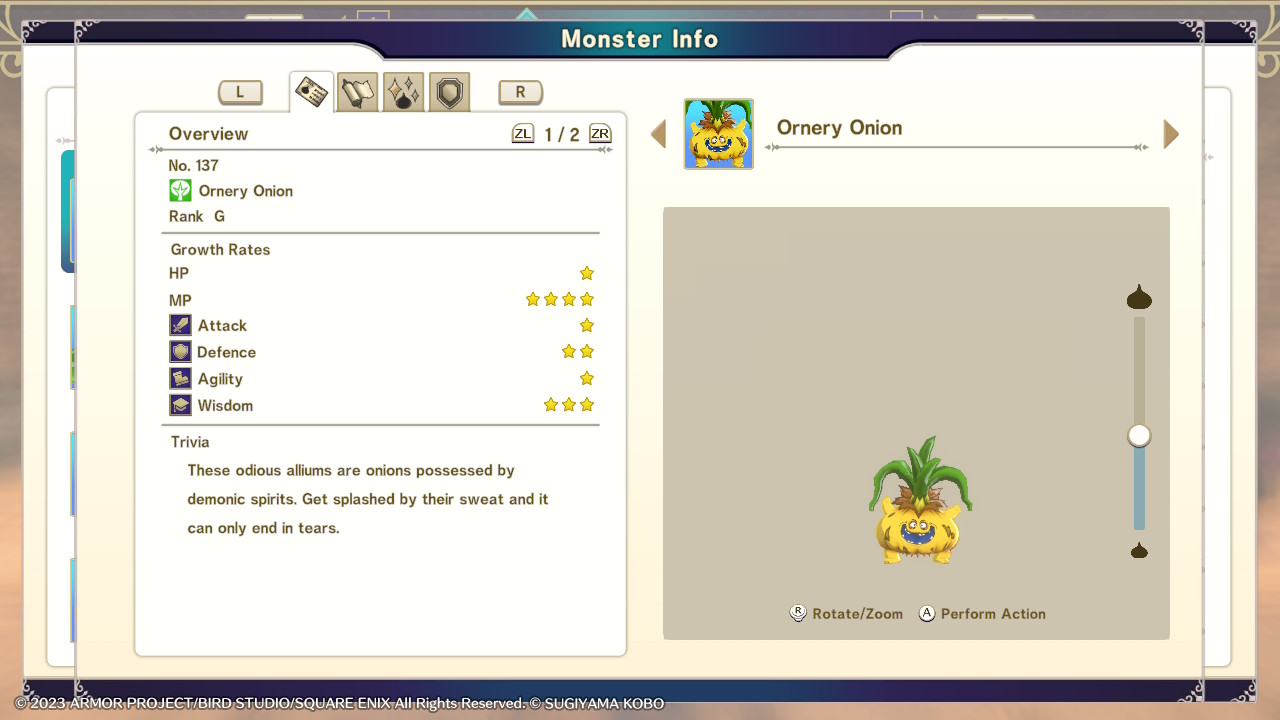 Monster Info
L
R
Overview
ZL 1 / 2 ZR
No. 137
Ornery Onion
Rank G
Growth Rates
HP
MP
Attack
Defence
Agility
Wisdom
Trivia
These odious alliums are onions possessed by
demonic spirits. Get splashed by their sweat and it
can only end in tears.
Ornery Onion
R Rotate/Zoom A Perform Action
© 2023 ARMOR PROJECT/BIRD STUDIO/SQUARE ENIX All Rights Reserved. © SUGIYAMA KOBO